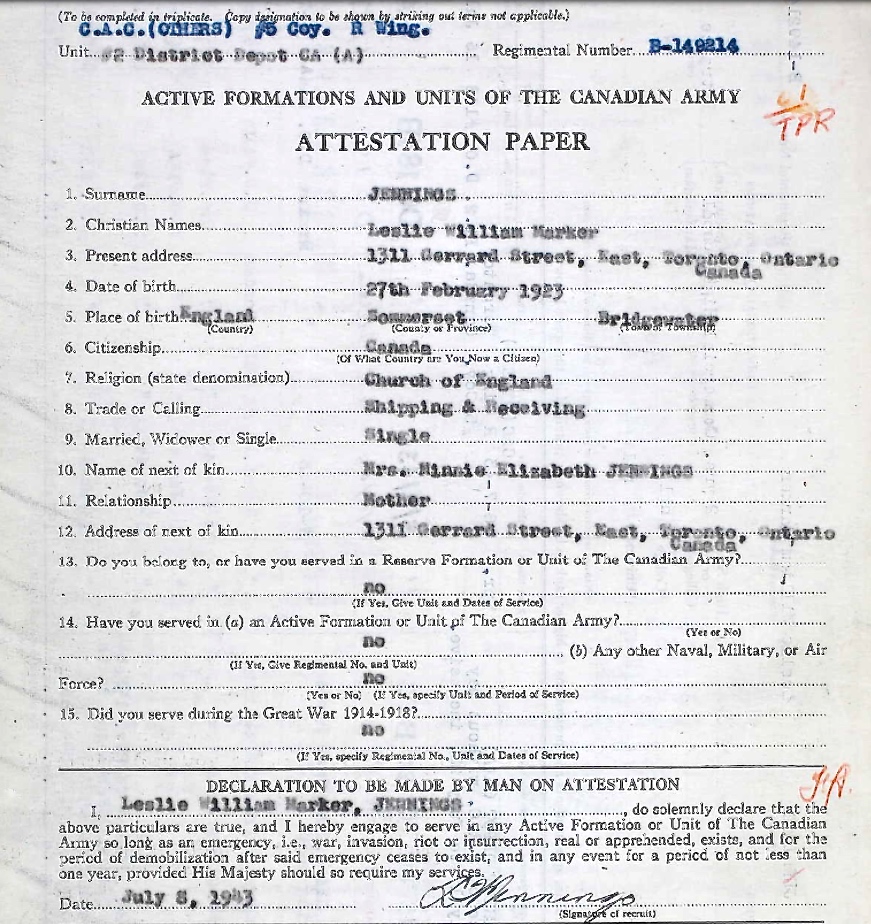 (To be completed in triplicate. Copy designation to be shown by striking out terms not applicable.)
C.A.C.(OTHERS) #5 Coy. R Wing.
Unit #2 District Depot CA (A) Regimental Number B-149214
ACTIVE FORMATIONS AND UNITS OF THE CANADIAN ARMY
TPR
ATTESTATION PAPER
1. Surname JENNINGS
2. Christian Names Leslie William Marker
3. Present address 1311 Gerrard Street, East, Toronto, Ontario
Canada
4. Date of birth 27th February 1923
5. Place of birth England Sommerset Bridgewater
(Country) (County or Province) (Town or Township)
6. Citizenship Canada
(Of What Country are You Now a Citizen)
7. Religion (state denomination) Church of England
8. Trade or Calling Shipping & Receiving
9. Married, Widower or Single Single
10. Name of next of kin Mrs. Minnie Elizabeth JENNINGS
11. Relationship Mother
12. Address of next of kin 1311 Gerrard Street, East, Toronto, Ontario
Canada
13. Do you belong to, or have you served in a Reserve Formation or Unit of The Canadian Army?
no
(If Yes, Give Unit and Dates of Service)
14. Have you served in (a) an Active Formation or Unit of The Canadian Army?
(Yes or No)
no
(b) Any other Naval, Military, or Air
(If Yes, Give Regimental No. and Unit)
Force? no
(Yes or No) (If Yes, specify Unit and Period of Service)
15. Did you serve during the Great War 1914-1918?
no
(If Yes, specify Regimental No., Unit and Dates of Service)
DECLARATION TO BE MADE BY MAN ON ATTESTATION
I, Leslie William Marker, JENNINGS, do solemnly declare that the
above particulars are true, and I hereby engage to serve in any Active Formation or Unit of The Canadian
Army so long as an emergency, i.e., war, invasion, riot or insurrection, real or apprehended, exists, and for the
period of demobilization after said emergency ceases to exist, and in any event for a period of not less than
one year, provided His Majesty should so require my services.
Date July 8, 1943 L Jennings
(Signature of recruit)